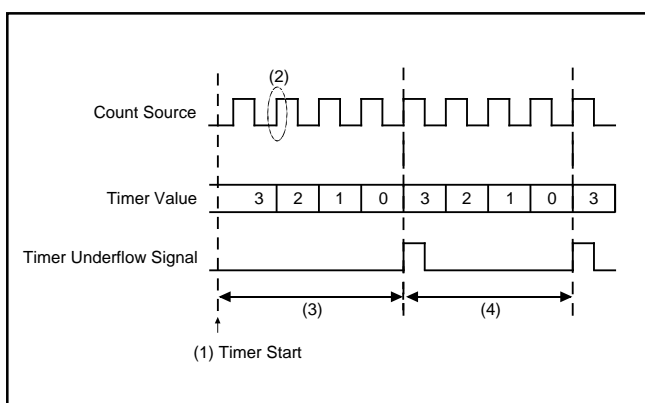 (2)
Count Source
Timer Value 3 2 1 0 3 2 1 0 3
Timer Underflow Signal
(3) (4)
(1) Timer Start